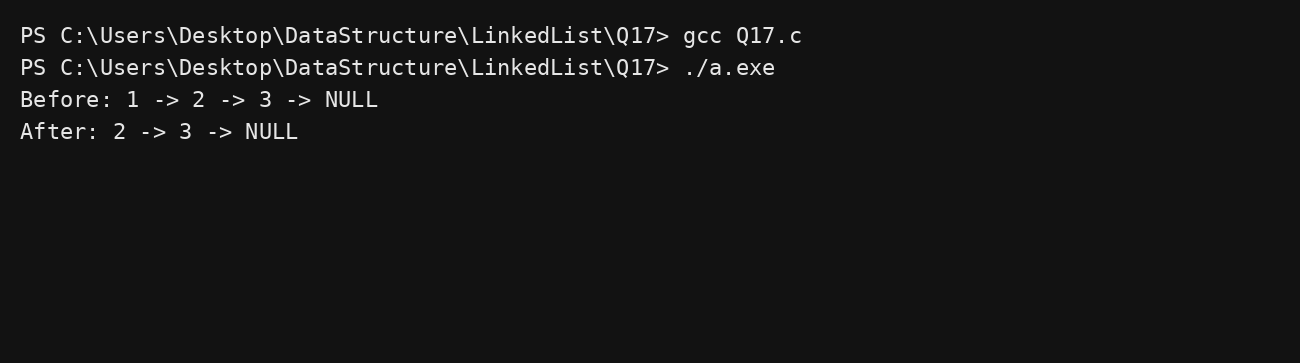 PS C:\Users\Desktop\DataStructure\LinkedList\Q17> gcc Q17.c
PS C:\Users\Desktop\DataStructure\LinkedList\Q17> ./a.exe
Before: 1 -> 2 -> 3 -> NULL
After: 2 -> 3 -> NULL